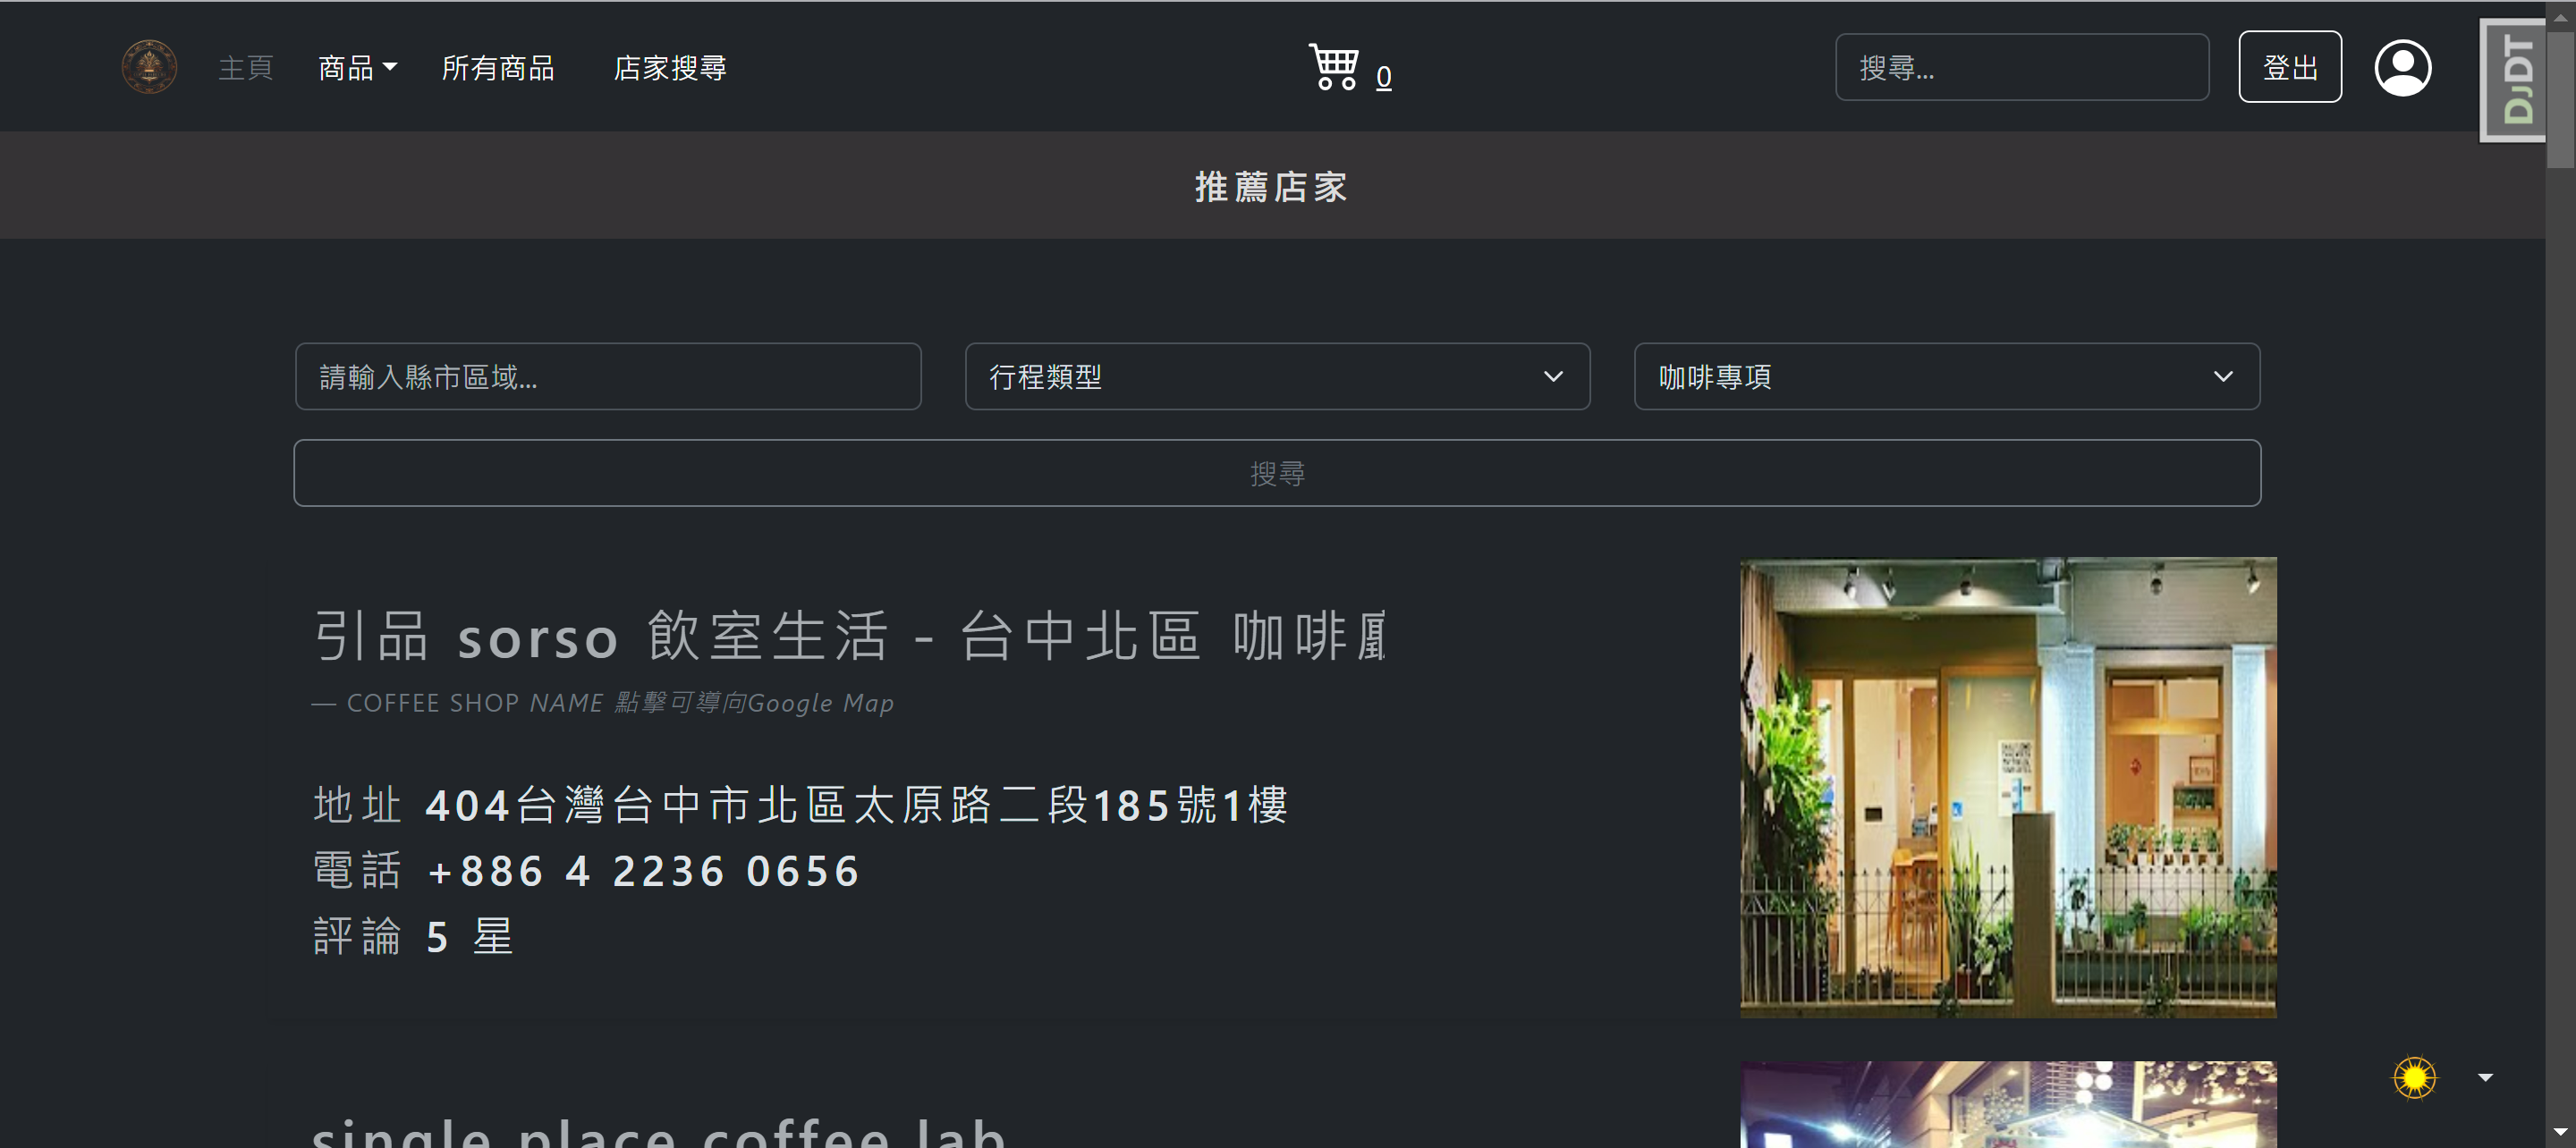 主頁 商品 所有商品 店家搜尋 0 搜尋... 登出
DJDT
推薦店家
請輸入縣市區域... 行程類型 咖啡專項
搜尋
引品 sorso 飲室生活 - 台中北區 咖啡
— COFFEE SHOP NAME 點擊可導向Google Map
地址 404台灣台中市北區太原路二段185號1樓
電話 +886 4 2236 0656
評論 5 星
single place coffee lab